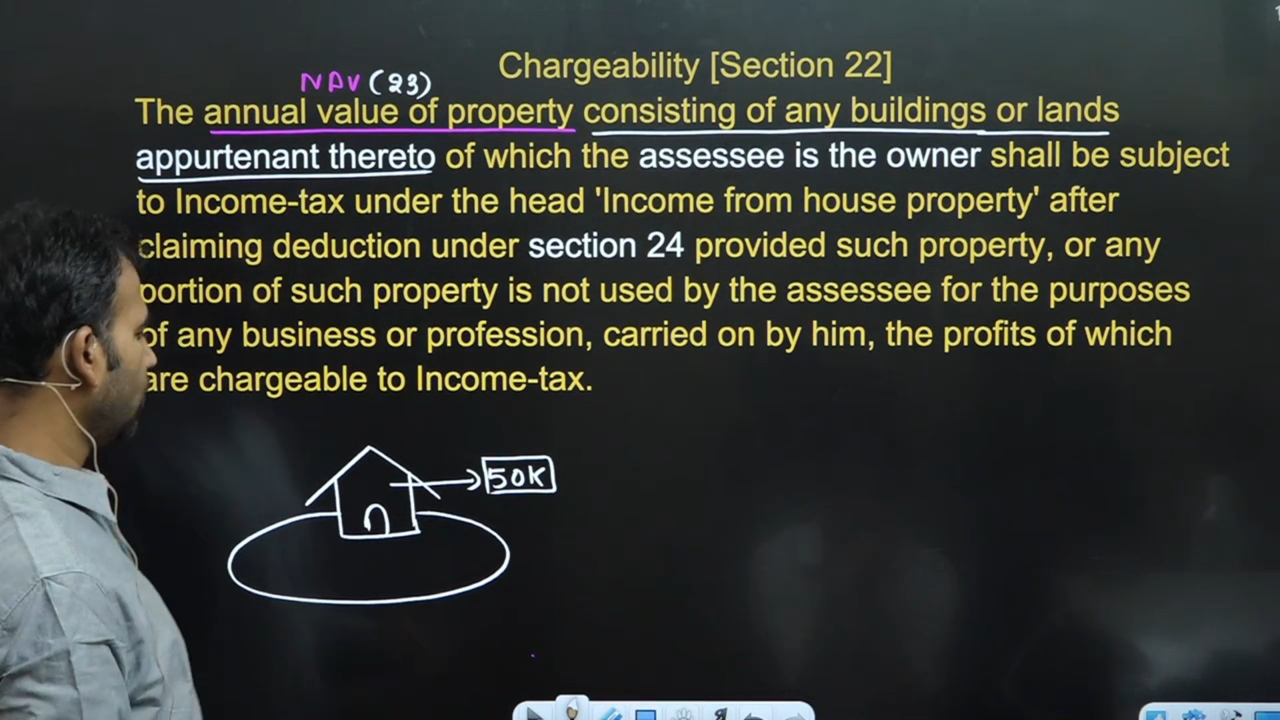 Chargeability [Section 22]
NAV (23)
The annual value of property consisting of any buildings or lands
appurtenant thereto of which the assessee is the owner shall be subject
to Income-tax under the head 'Income from house property' after
claiming deduction under section 24 provided such property, or any
portion of such property is not used by the assessee for the purposes
of any business or profession, carried on by him, the profits of which
are chargeable to Income-tax.
50K